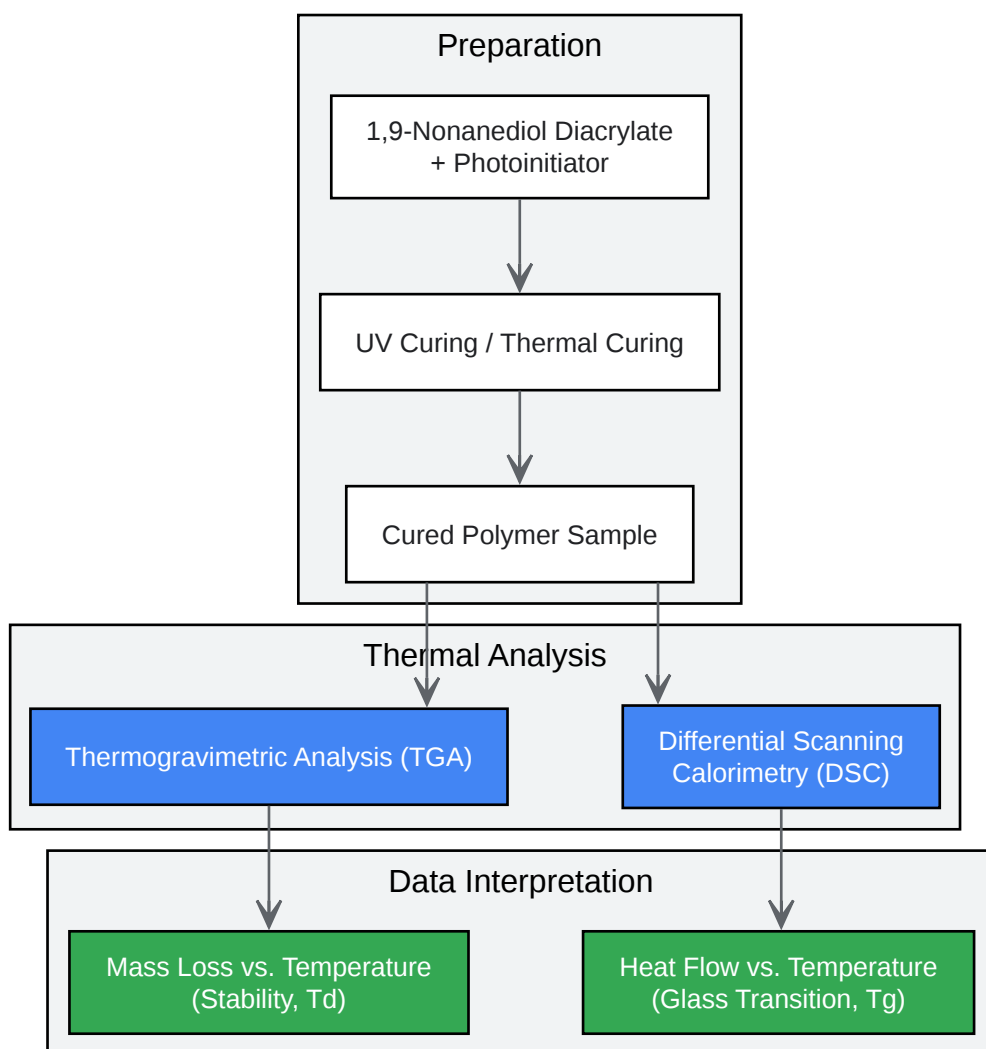 Preparation
1,9-Nonanediol Diacrylate
+ Photoinitiator
UV Curing / Thermal Curing
Cured Polymer Sample
Thermal Analysis
Thermogravimetric Analysis (TGA)
Differential Scanning
Calorimetry (DSC)
Data Interpretation
Mass Loss vs. Temperature
(Stability, Td)
Heat Flow vs. Temperature
(Glass Transition, Tg)